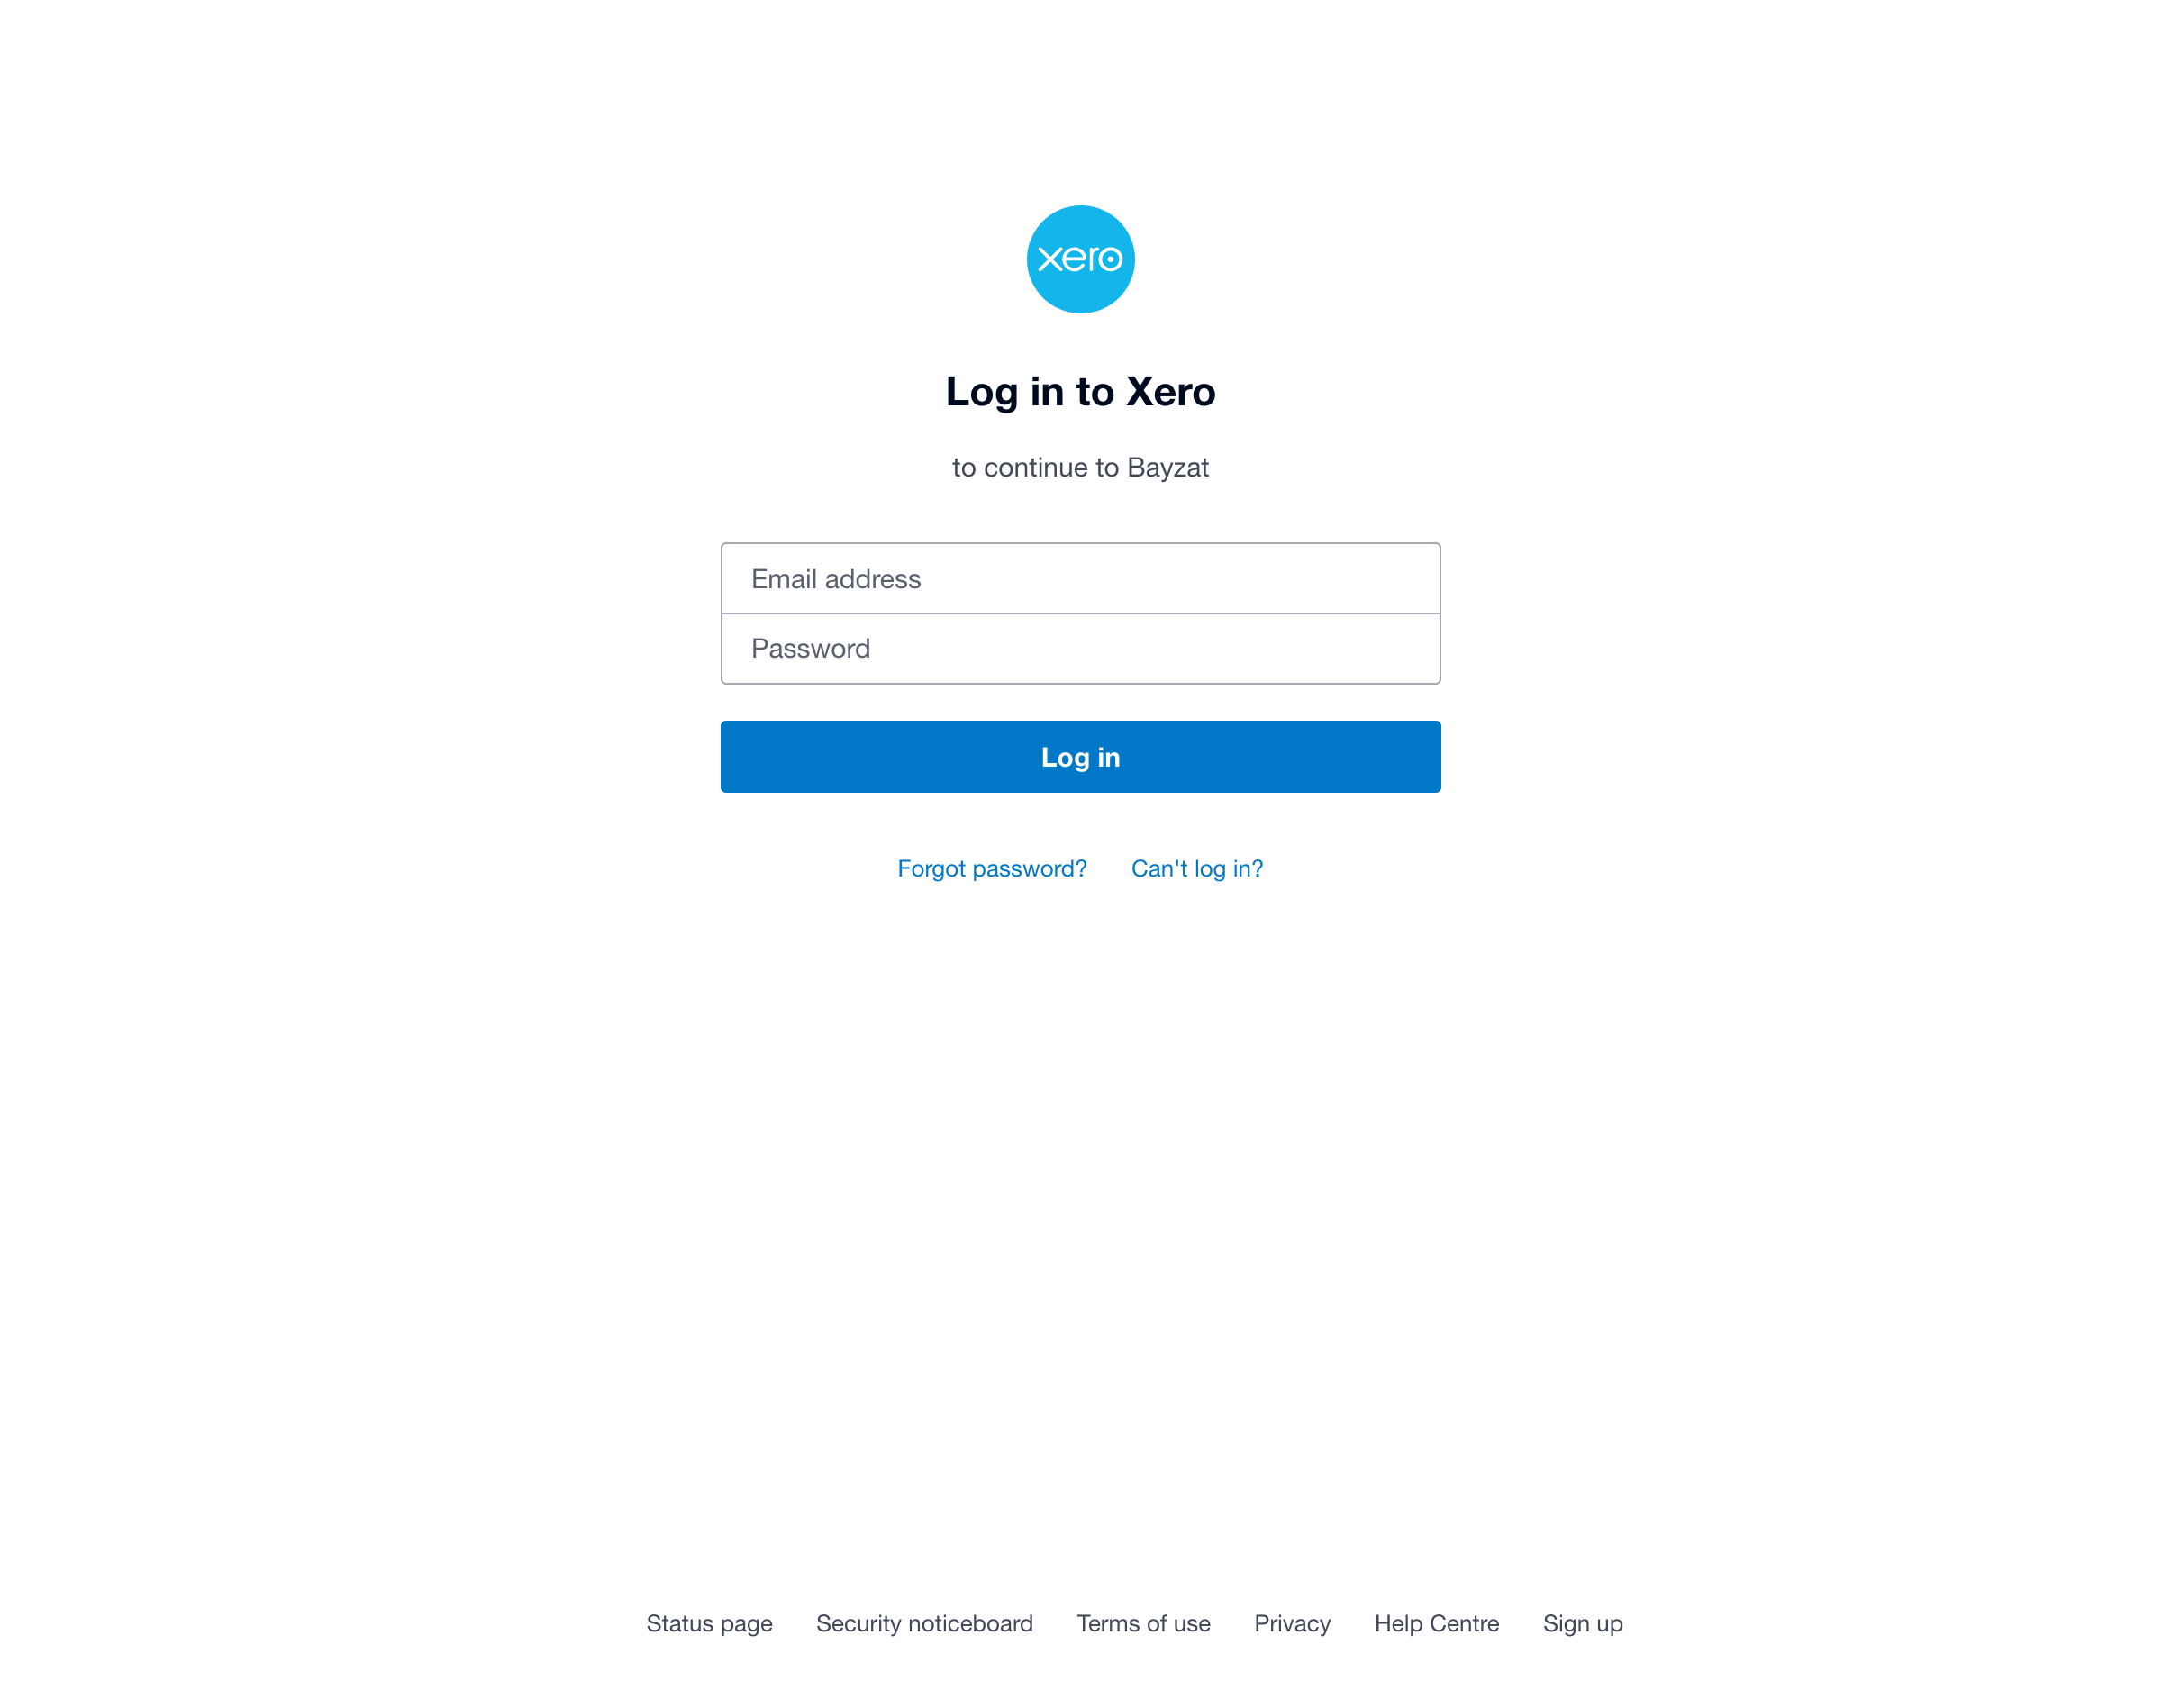 xero
Log in to Xero
to continue to Bayzat
Email address
Password
Log in
Forgot password? Can't log in?
Status page Security noticeboard Terms of use Privacy Help Centre Sign up